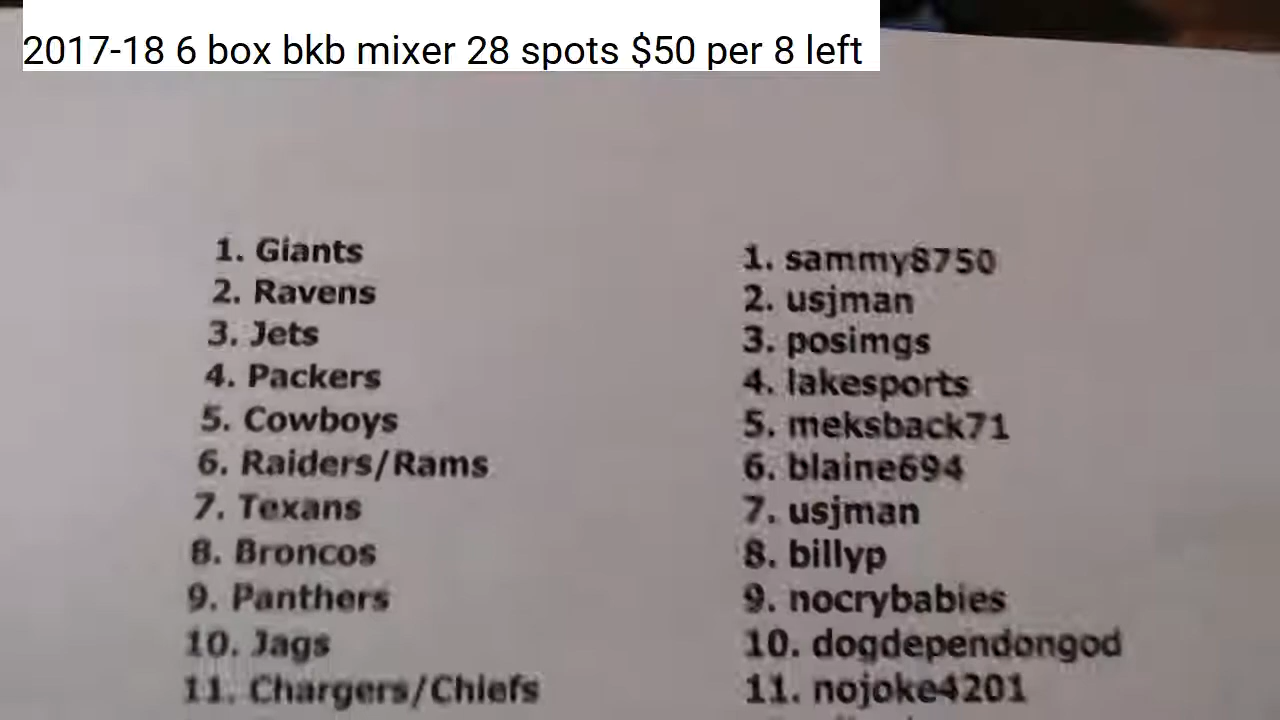 2017-18 6 box bkb mixer 28 spots $50 per 8 left
1. Giants
2. Ravens
3. Jets
4. Packers
5. Cowboys
6. Raiders/Rams
7. Texans
8. Broncos
9. Panthers
10. Jags
11. Chargers/Chiefs
1. sammy8750
2. usjman
3. posimgs
4. lakesports
5. meksback71
6. blaine694
7. usjman
8. billyp
9. nocrybabies
10. dogdependongod
11. nojoke4201